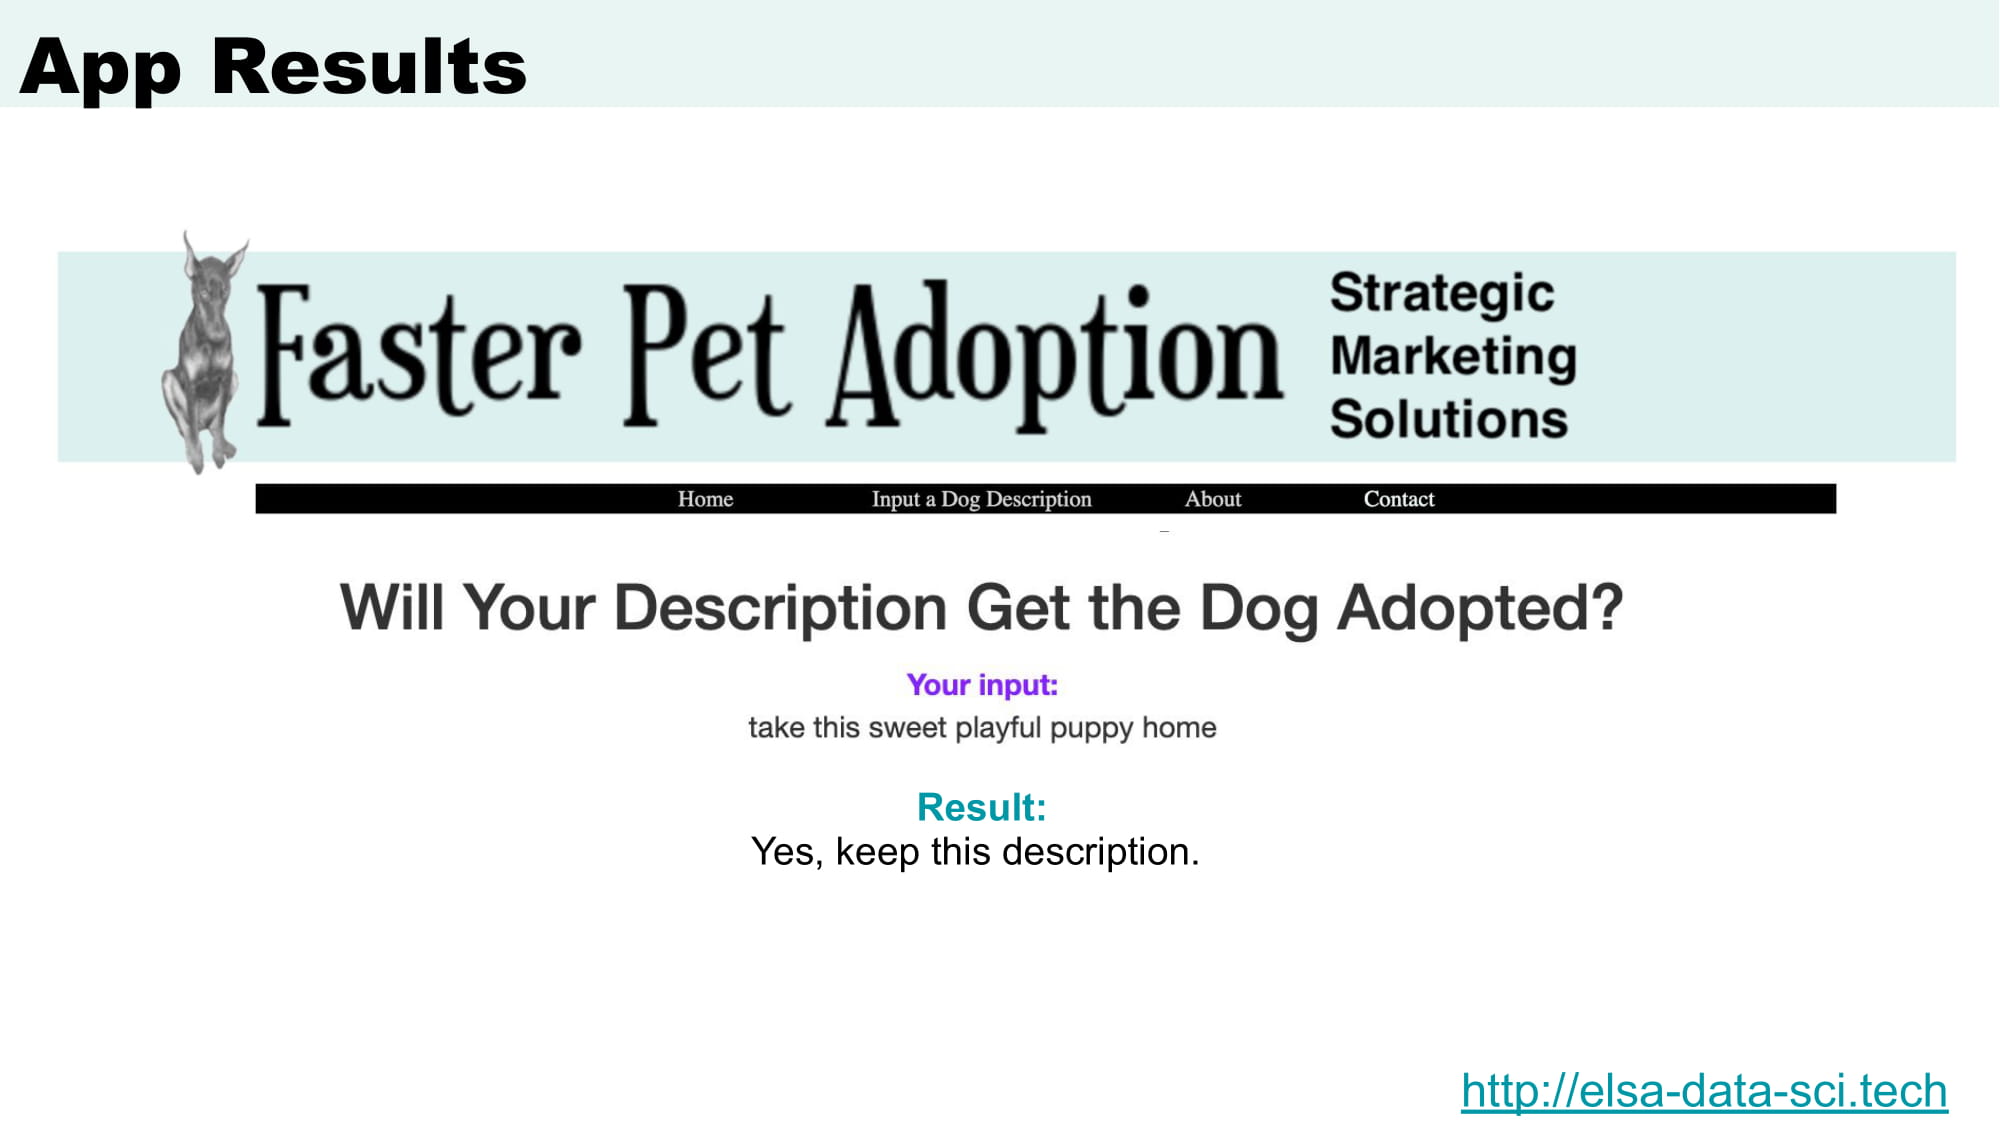 App Results
Faster Pet Adoption
Strategic
Marketing
Solutions
Home Input a Dog Description About Contact
Will Your Description Get the Dog Adopted?
Your input:
take this sweet playful puppy home
Result:
Yes, keep this description.
http://elsa-data-sci.tech